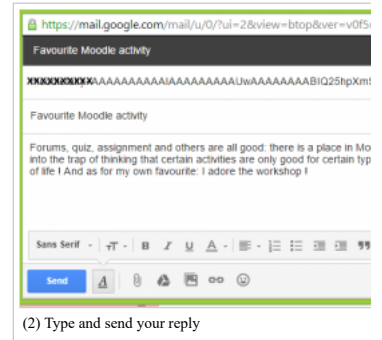 https://mail.google.com/mail/u/0/?ui=2&view=btop&ver=v0f5
Favourite Moodle activity
AAAAAAAAAAIAAAAAAAAAUwAAAAAAAABIQ25hpXmS
Favourite Moodle activity
Forums, quiz, assignment and others are all good: there is a place in Mo
into the trap of thinking that certain activities are only good for certain typ
of life ! And as for my own favourite: I adore the workshop !
Sans Serif
B I U A
Send A
(2) Type and send your reply